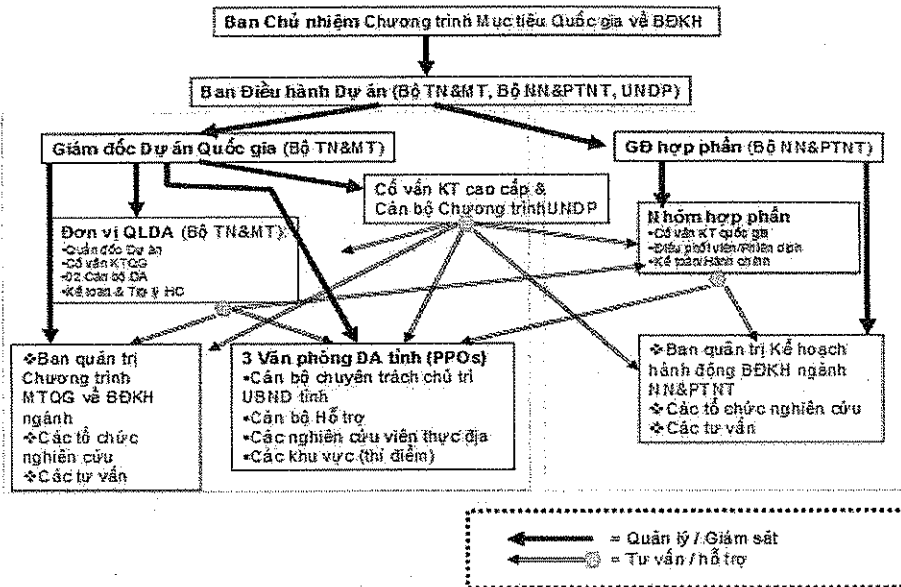 Ban Chủ nhiệm Chương trình Mục tiêu Quốc gia về BĐKH
Ban Điều hành Dự án (Bộ TN&MT, Bộ NN&PTNT, UNDP)
Giám đốc Dự án Quốc gia (Bộ TN&MT)
GĐ hợp phần (Bộ NN&PTNT)
Cố vấn KT cao cấp &
Cán bộ Chương trình UNDP
Đơn vị QLDA (Bộ TN&MT):
•Quản đốc Dự án
•Cố vấn KTQG
•02 Cán bộ DA
•Kế toán & Trợ lý HC
Nhóm hợp phần
•Cố vấn KT quốc gia
•Điều phối viên/Phiên dịch
•Kế toán/Hành chính
❖Ban quản trị
Chương trình
MTQG về BĐKH
ngành
❖Các tổ chức
nghiên cứu
❖Các tư vấn
3 Văn phòng DA tỉnh (PPOs)
•Cán bộ chuyên trách chủ trì
UBND tỉnh
•Cán bộ Hỗ trợ
•Các nghiên cứu viên thực địa
•Các khu vực (thí điểm)
❖Ban quản trị Kế hoạch
hành động BĐKH ngành
NN&PTNT
❖Các tổ chức nghiên cứu
❖Các tư vấn
= Quản lý / Giám sát
= Tư vấn / hỗ trợ